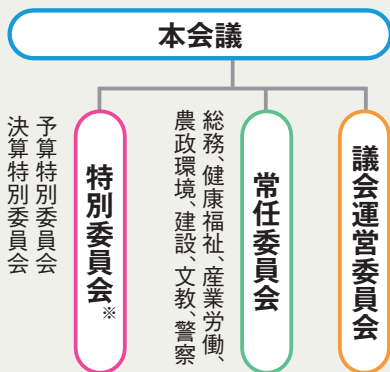 本会議
議会運営委員会
常任委員会
総務、健康福祉、産業労働、
農政環境、建設、文教、警察
特別委員会※
予算特別委員会
決算特別委員会